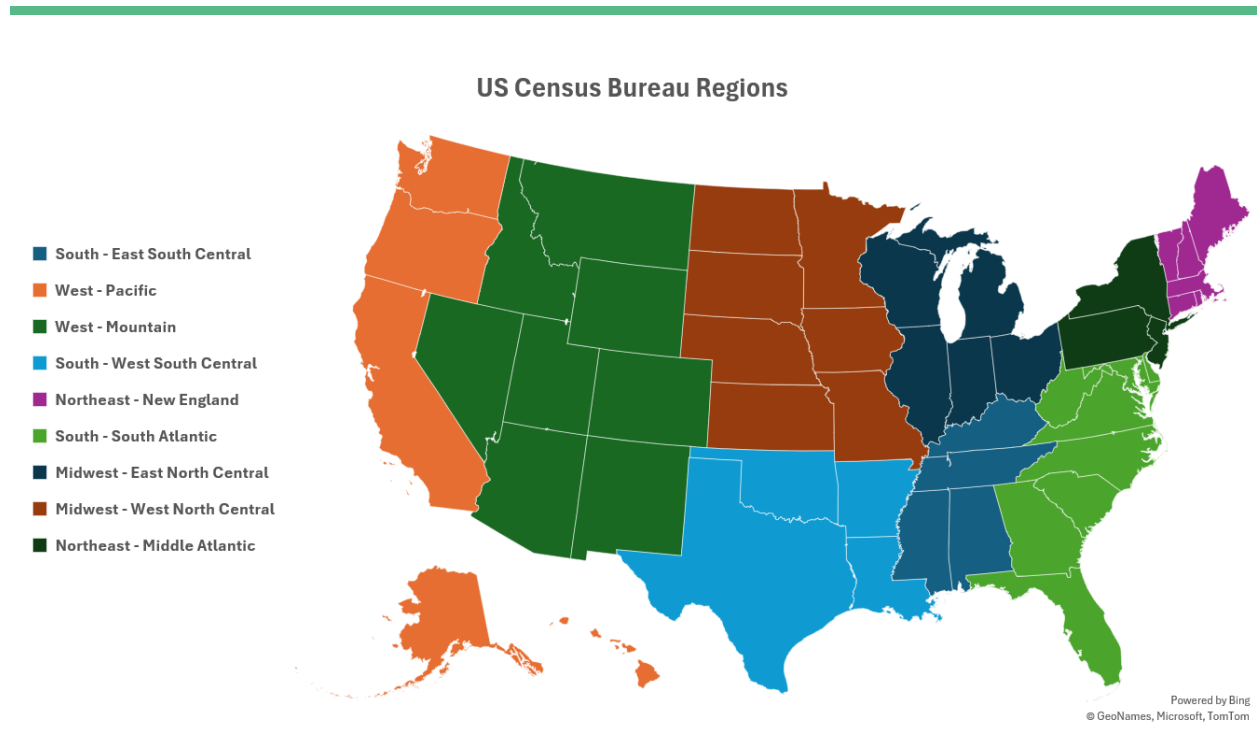 US Census Bureau Regions
South - East South Central
West - Pacific
West - Mountain
South - West South Central
Northeast - New England
South - South Atlantic
Midwest - East North Central
Midwest - West North Central
Northeast - Middle Atlantic
Powered by Bing
© GeoNames, Microsoft, TomTom